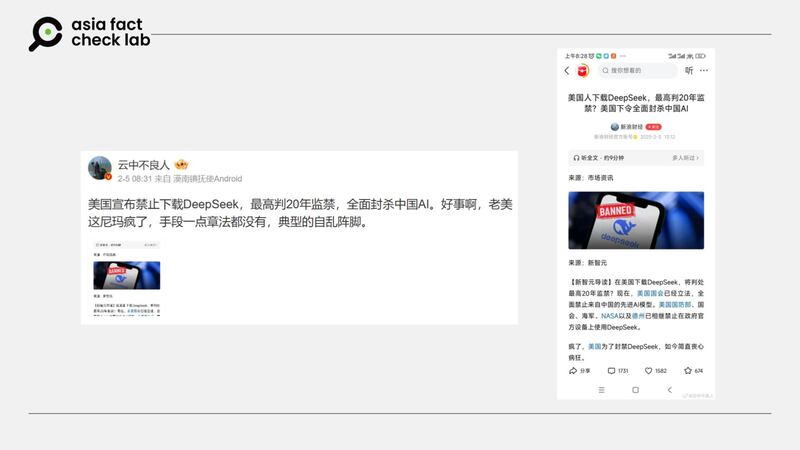 asia fact
check lab
云中不良人
2-5 08:31 来自 漠南镇抚使Android
美国宣布禁止下载DeepSeek，最高判20年监禁，全面封杀中国AI。好事啊，老美
这尼玛疯了，手段一点章法都没有，典型的自乱阵脚。
上午8:28
搜你想看的
听
美国人下载DeepSeek，最高判20年监
禁？美国下令全面封杀中国AI
新浪财经
2025-2-5 13:12
听全文·约9分钟
多人听过
来源：市场资讯
BANNED
deepseek
来源：新智元
【新智元导读】在美国下载DeepSeek，将判处
最高20年监禁？现在，美国国会已经立法，全
面禁止来自中国的先进AI模型。美国国防部、国
会、海军、NASA以及德州已相继禁止在政府官
方设备上使用DeepSeek。
疯了，美国为了封禁DeepSeek，如今简直丧心
病狂。
分享 1731 1582 674